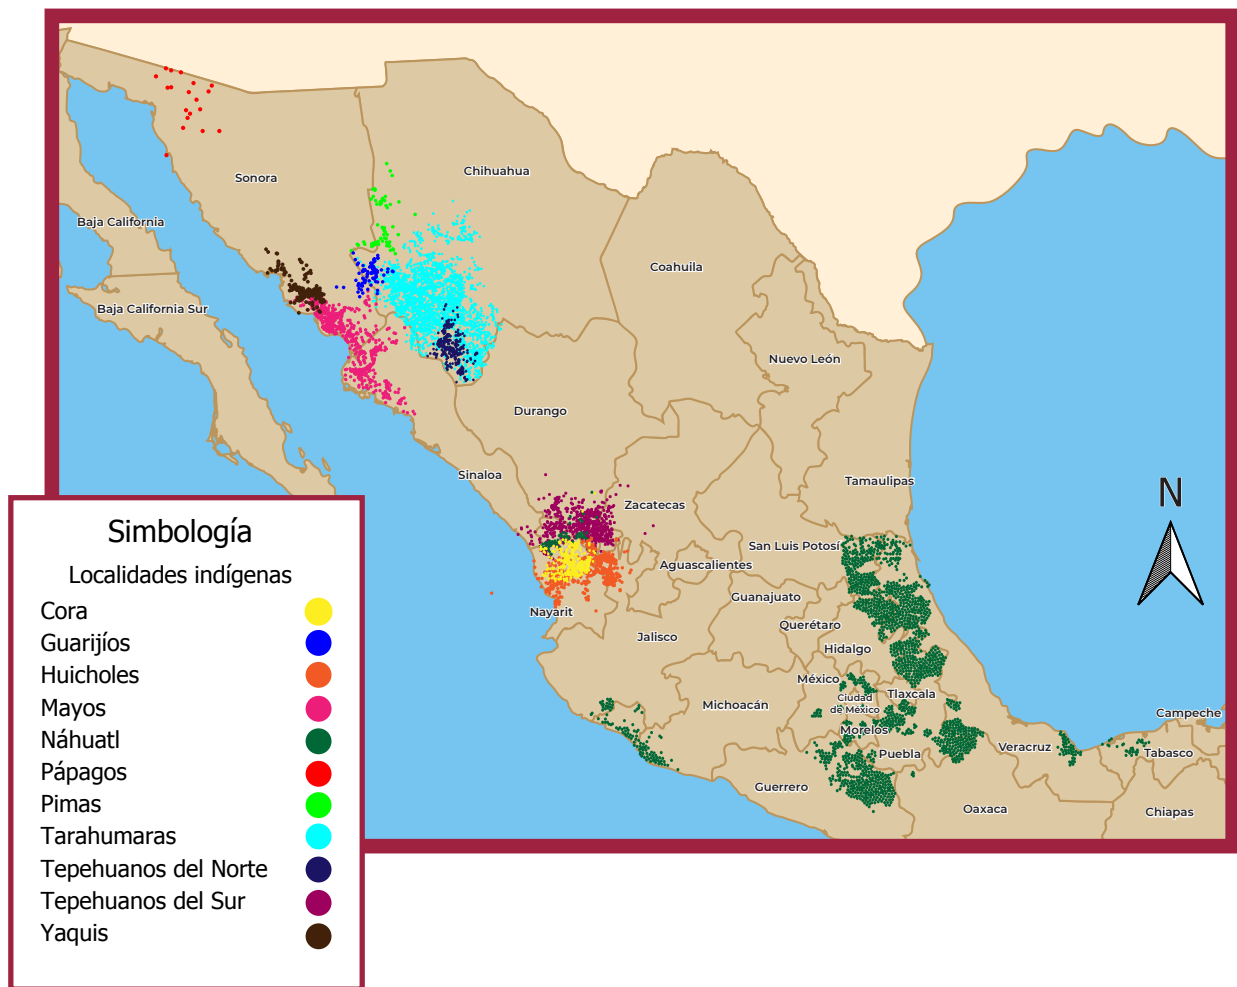 Sonora
Chihuahua
Baja California
Coahuila
Baja California Sur
Nuevo León
Durango
Sinaloa
Tamaulipas
Zacatecas
San Luis Potosí
Aguascalientes
Guanajuato
Nayarit
Querétaro
Jalisco
Hidalgo
México
Ciudad
de México
Tlaxcala
Michoacán
Campeche
Morelos
Puebla
Veracruz
Tabasco
Guerrero
Oaxaca
Chiapas
N
Simbología
Localidades indígenas
Cora
Guarijíos
Huicholes
Mayos
Náhuatl
Pápagos
Pimas
Tarahumaras
Tepehuanos del Norte
Tepehuanos del Sur
Yaquis